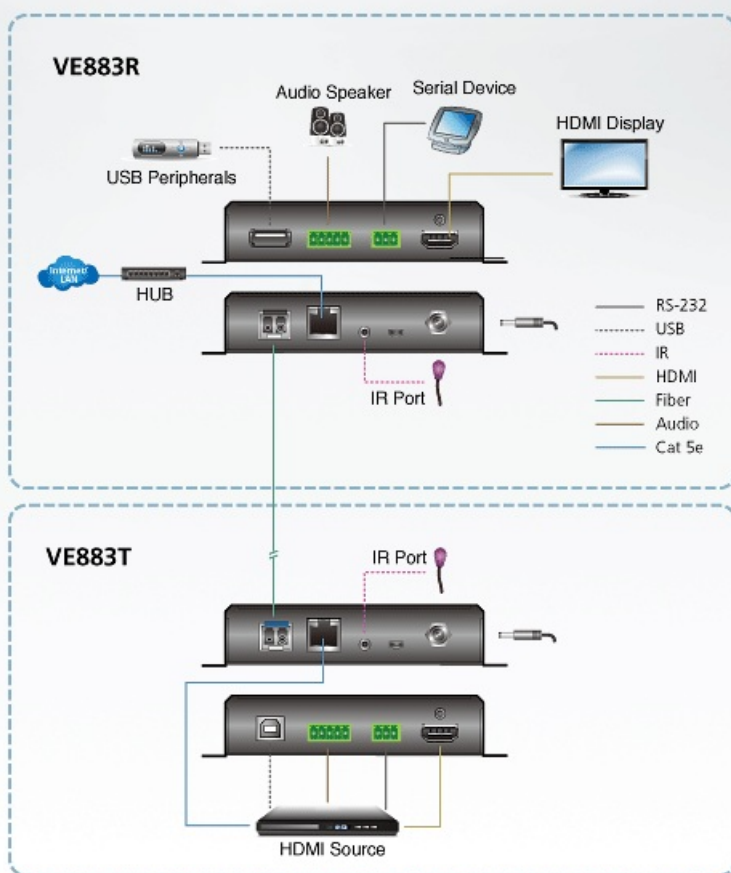 VE883R
Audio Speaker
Serial Device
HDMI Display
USB Peripherals
Internet/
LAN
HUB
RS-232
USB
IR
HDMI
Fiber
Audio
Cat 5e
IR Port
VE883T
IR Port
HDMI Source